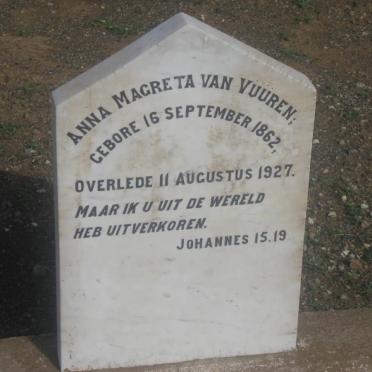 ANNA MAGRETA VAN VUUREN;
GEBORE 16 SEPTEMBER 1862,
OVERLEDE 11 AUGUSTUS 1927.
MAAR IK U UIT DE WERELD
HEB UITVERKOREN.
JOHANNES 15.19